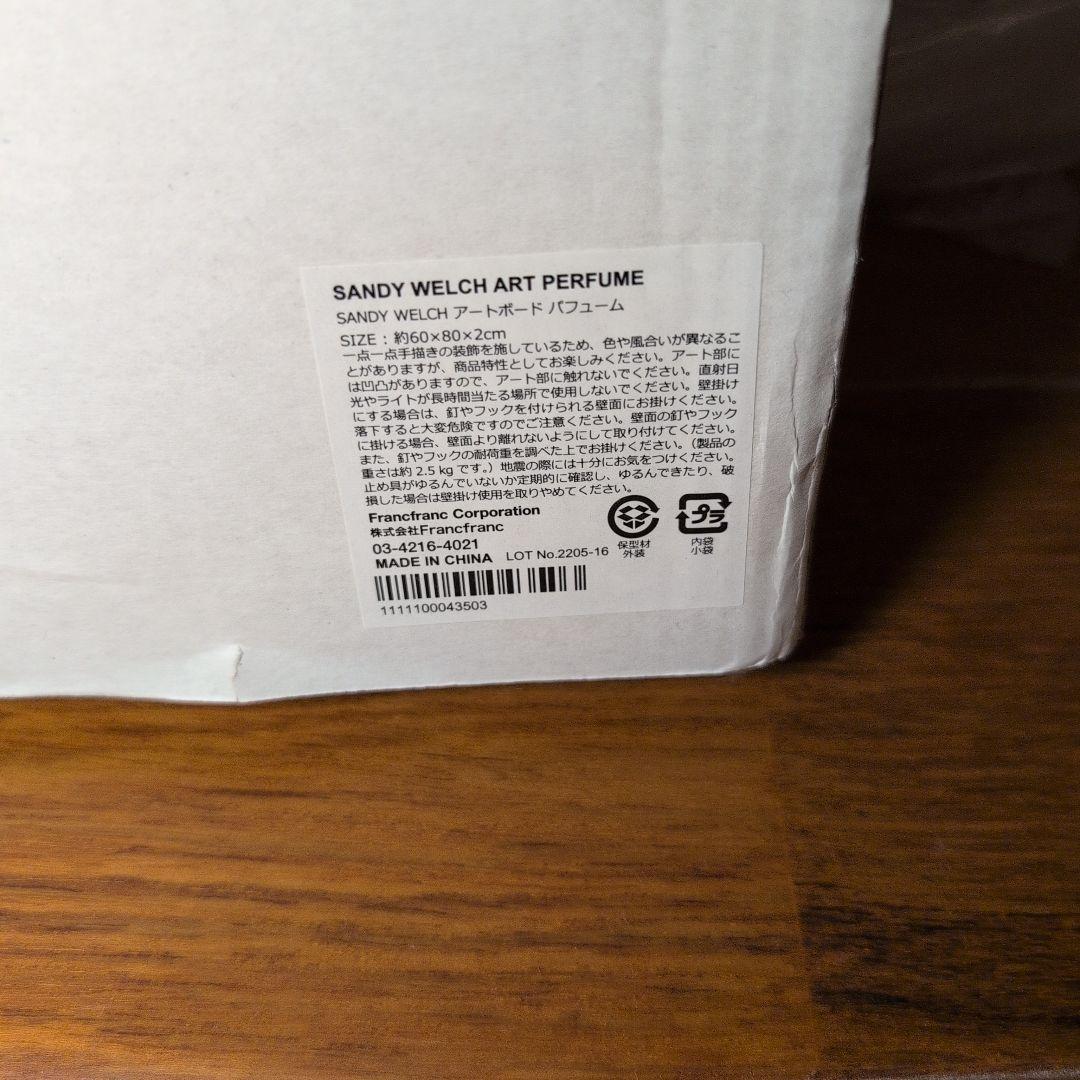 SANDY WELCH ART PERFUME
SANDY WELCH アートボード パフューム
SIZE : 約60×80×2cm
一点一点手描きの装飾を施しているため、色や風合いが異なるこ
とがありますが、商品特性としてお楽しみください。アート部に
は凹凸がありますので、アート部に触れないでください。直射日
光やライトが長時間当たる場所で使用しないでください。壁掛け
にする場合は、釘やフックを付けられる壁面にお掛けください。
落下すると大変危険ですのでご注意ください。壁面の釘やフック
に掛ける場合、壁面より離れないようにして取り付けてください。
また、釘やフックの耐荷重を調べた上でお掛けください。（製品の
重さは約 2.5 kg です。）地震の際には十分にお気をつけください。
止め具がゆるんでいないか定期的に確認し、ゆるんできたり、破
損した場合は壁掛け使用を取りやめてください。
Francfranc Corporation
株式会社Francfranc
03-4216-4021
MADE IN CHINA LOT No.2205-16
1111100043503
保型材
外装
プラ
内袋
小袋